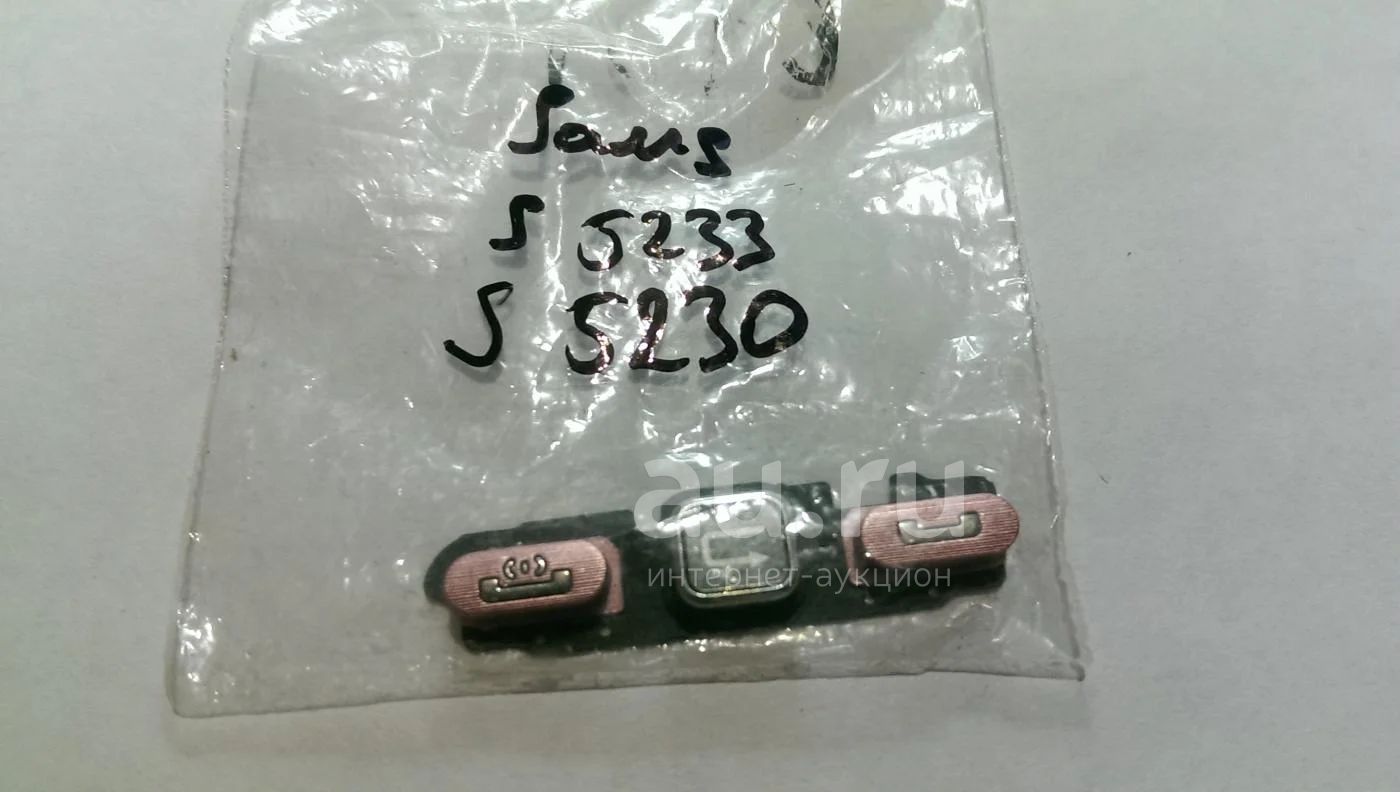 Sams
S 5233
S 5230
au.ru
интернет-аукцион